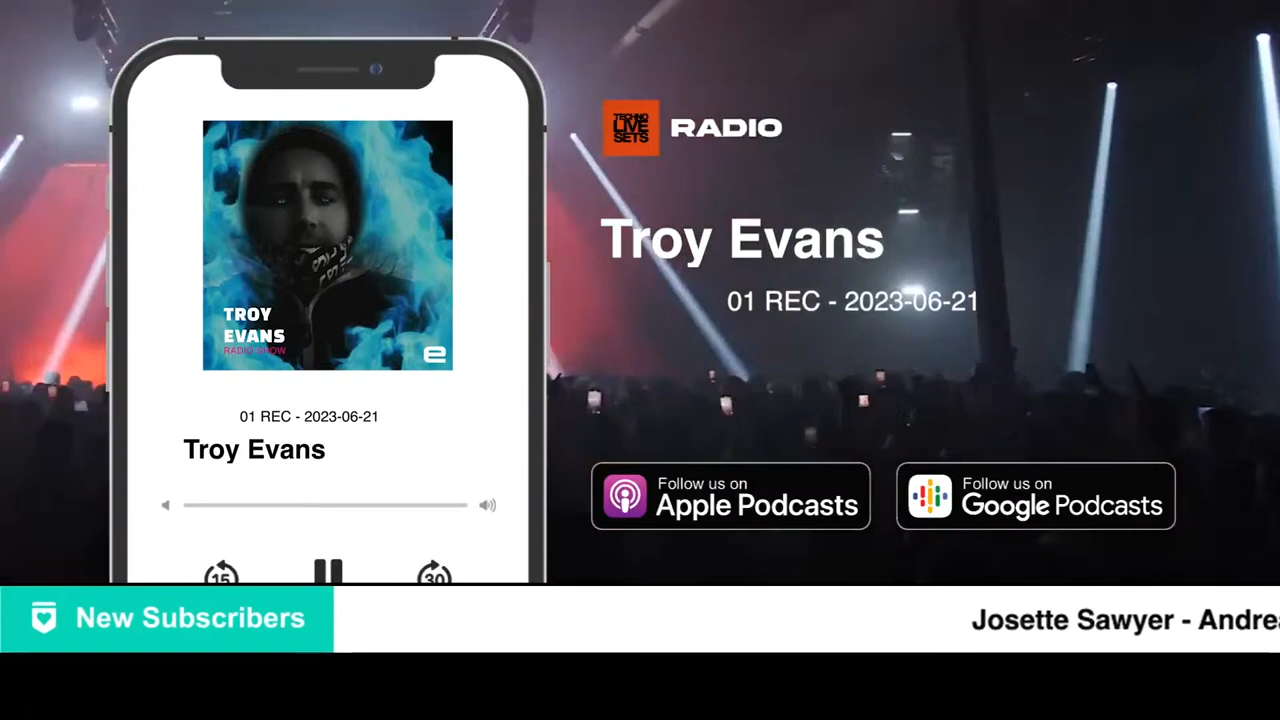 TECHNO
LIVE
SETS
RADIO
Troy Evans
01 REC - 2023-06-21
TROY
EVANS
RADIO SHOW
01 REC - 2023-06-21
Troy Evans
15
30
Follow us on
Apple Podcasts
Follow us on
Google Podcasts
New Subscribers
Josette Sawyer - Andrea